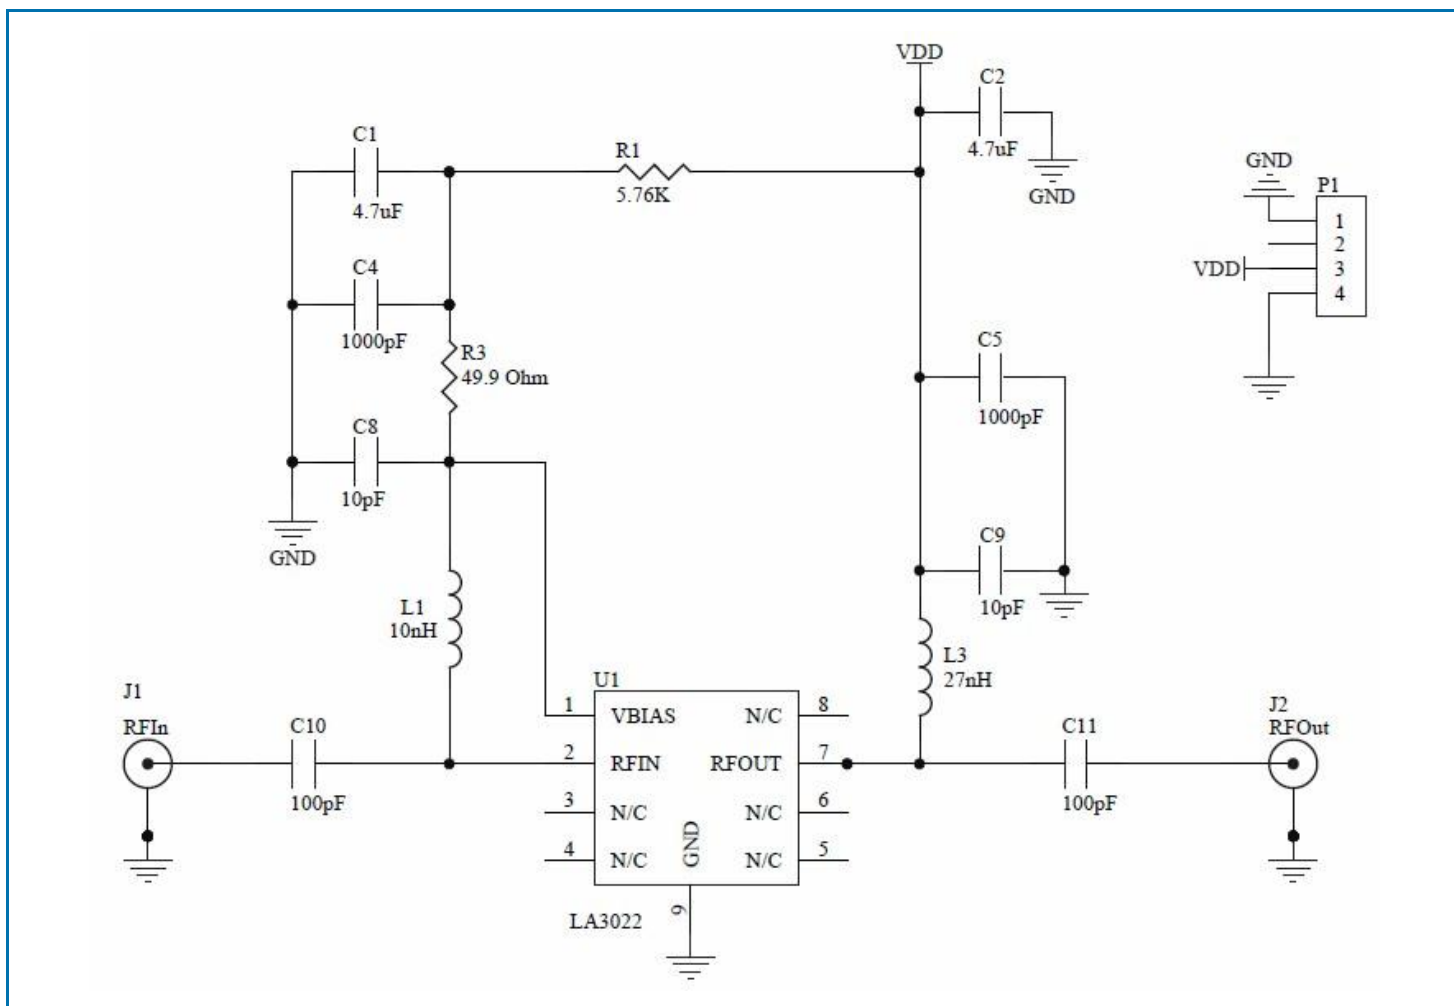 VDD
C2
4.7uF
GND
C1
4.7uF
R1
5.76K
GND
P1
1
2
VDD
3
4
C4
1000pF
R3
49.9 Ohm
C5
1000pF
C8
10pF
GND
C9
10pF
L1
10nH
L3
27nH
U1
J1
RFIn
C10
100pF
1
VBIAS
N/C
8
2
RFIN
RFOUT
7
3
N/C
N/C
6
4
N/C
GND
N/C
5
9
LA3022
C11
100pF
J2
RFOut